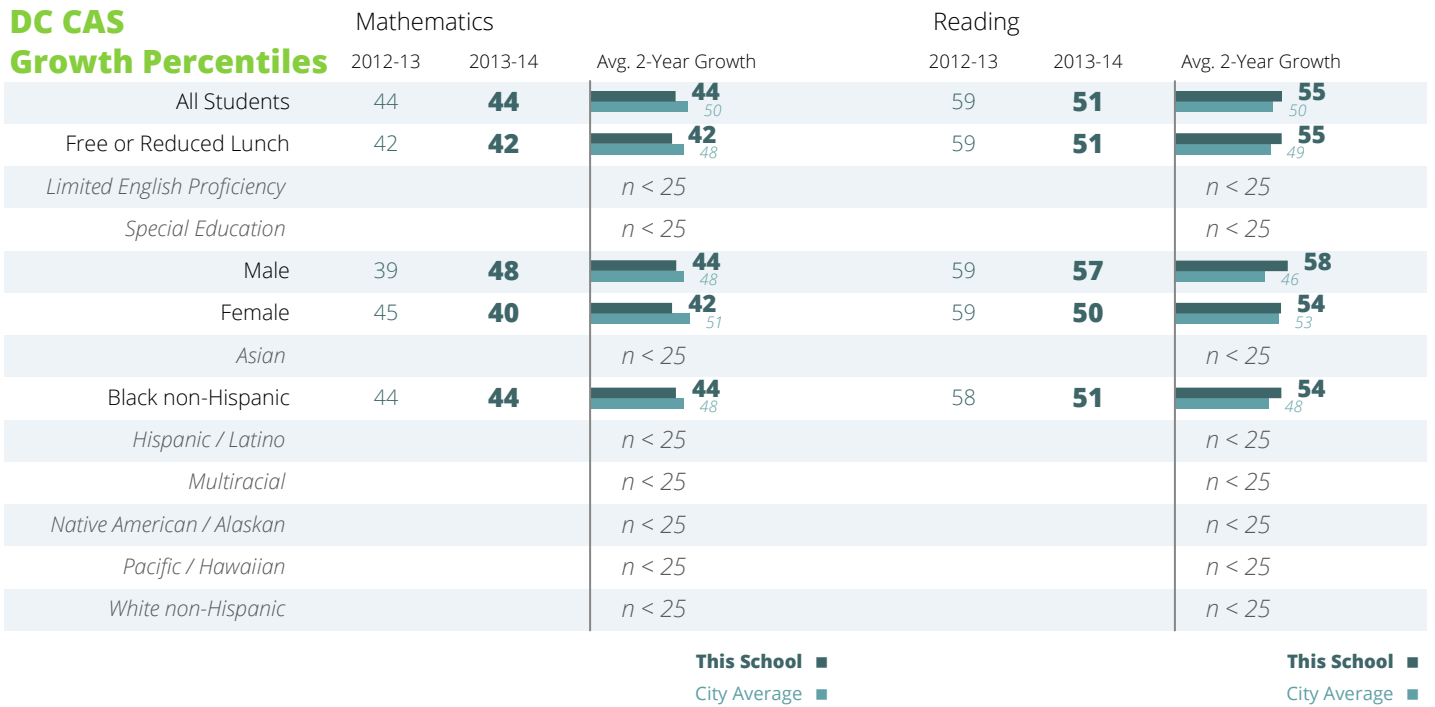 DC CAS
Growth Percentiles
Mathematics Reading
2012-13 2013-14 Avg. 2-Year Growth 2012-13 2013-14 Avg. 2-Year Growth
All Students 44 44 44 50 59 51 55 50
Free or Reduced Lunch 42 42 42 48 59 51 55 49
Limited English Proficiency n < 25 n < 25
Special Education n < 25 n < 25
Male 39 48 44 48 59 57 58 46
Female 45 40 42 51 59 50 54 53
Asian n < 25 n < 25
Black non-Hispanic 44 44 44 48 58 51 54 48
Hispanic / Latino n < 25 n < 25
Multiracial n < 25 n < 25
Native American / Alaskan n < 25 n < 25
Pacific / Hawaiian n < 25 n < 25
White non-Hispanic n < 25 n < 25
This School This School
City Average City Average